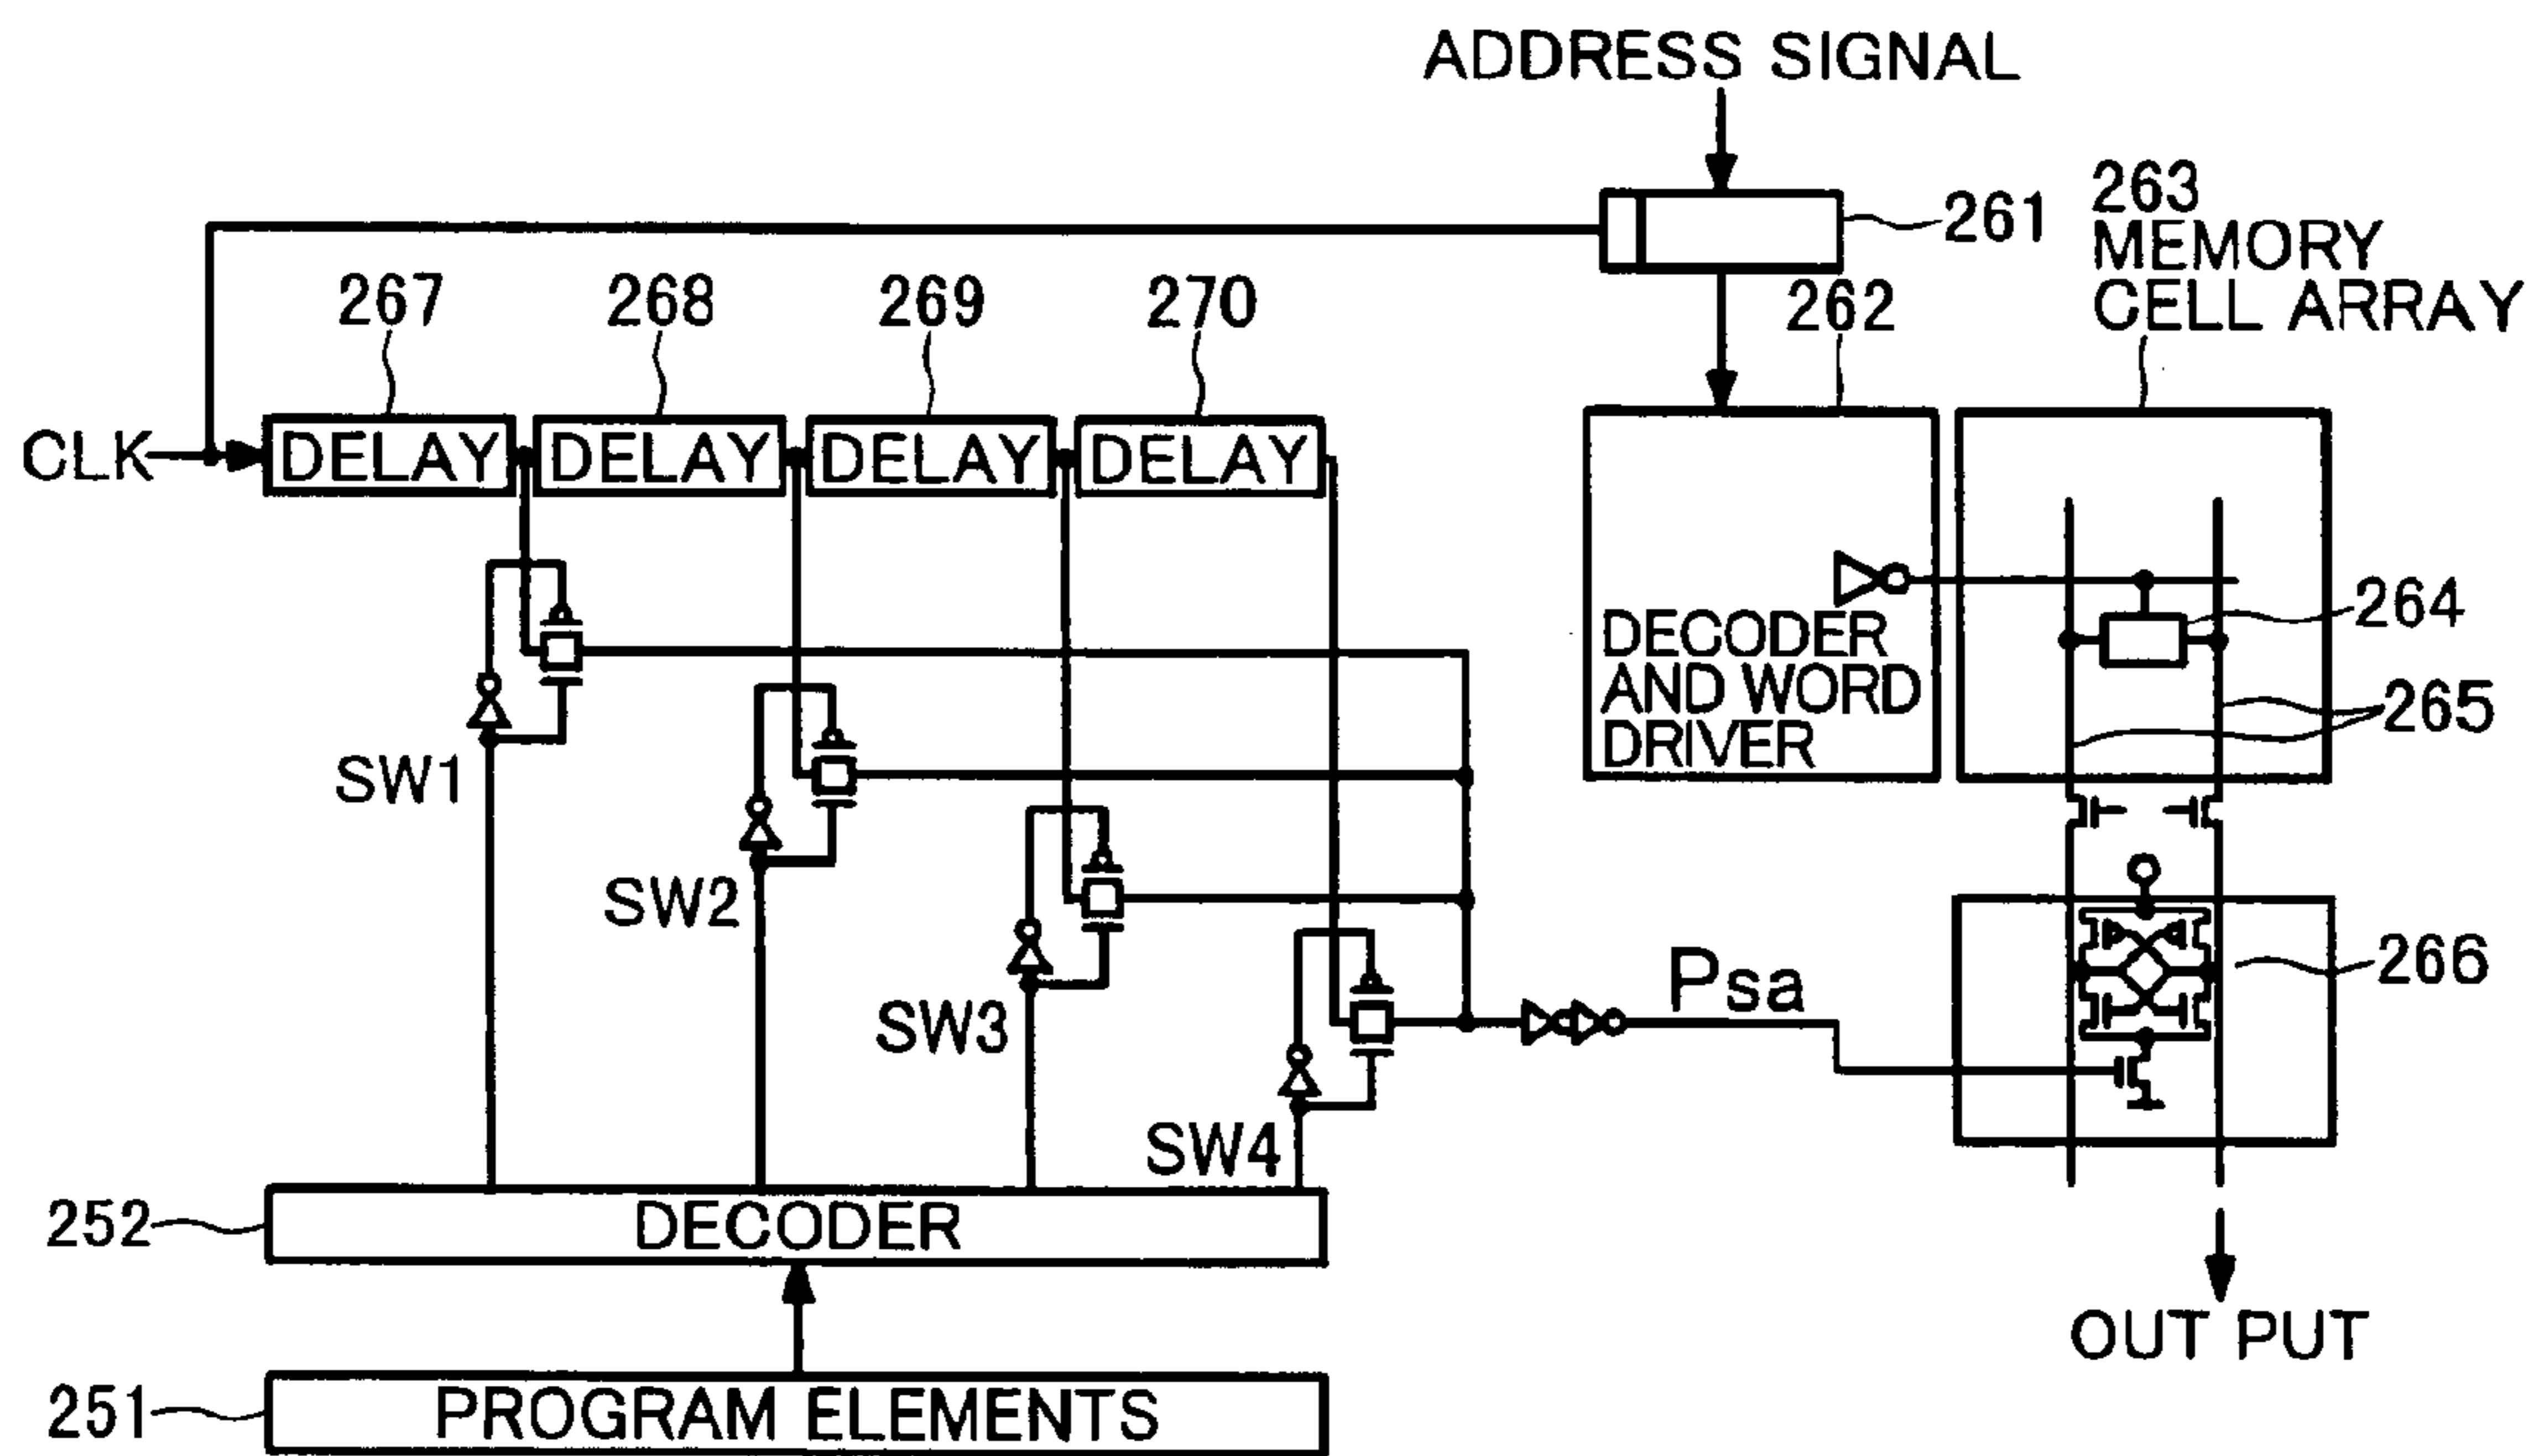 ADDRESS SIGNAL
261
263
MEMORY
CELL ARRAY
267
268
269
270
262
CLK
DELAY
DELAY
DELAY
DELAY
264
DECODER
AND WORD
DRIVER
265
SW1
SW2
SW3
SW4
Psa
266
252
DECODER
OUT PUT
251
PROGRAM ELEMENTS